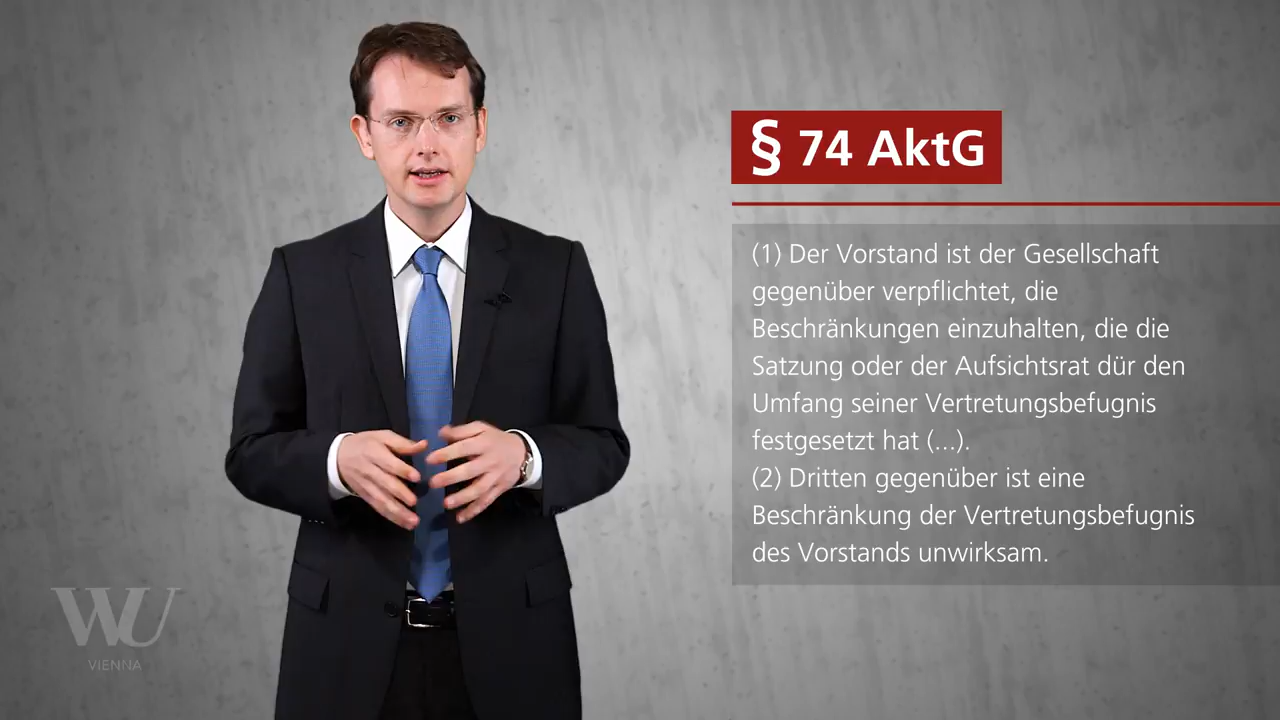 § 74 AktG
(1) Der Vorstand ist der Gesellschaft
gegenüber verpflichtet, die
Beschränkungen einzuhalten, die die
Satzung oder der Aufsichtsrat dür den
Umfang seiner Vertretungsbefugnis
festgesetzt hat (...).
(2) Dritten gegenüber ist eine
Beschränkung der Vertretungsbefugnis
des Vorstands unwirksam.
WU
VIENNA